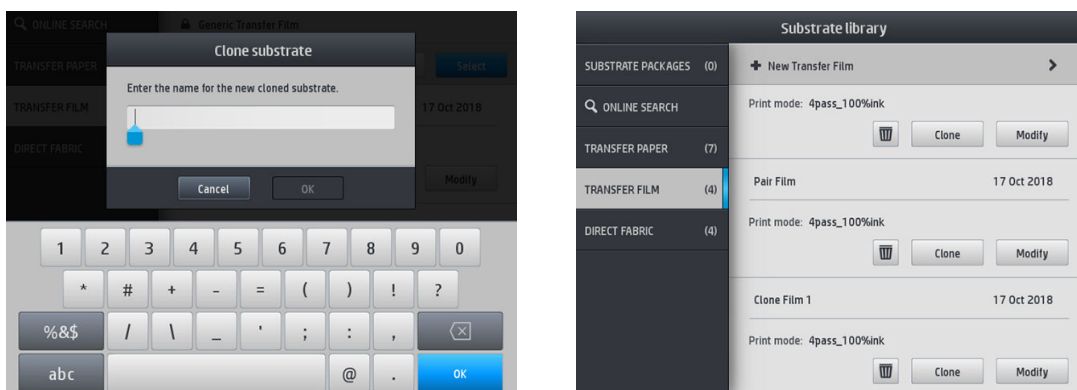 ONLINE SEARCH
Generic Transfer Film
Clone substrate
TRANSFER PAPER
Select
Enter the name for the new cloned substrate.
TRANSFER FILM
17 Oct 2018
DIRECT FABRIC
Cancel
OK
Modify
1 2 3 4 5 6 7 8 9 0
* # + - = ( ) ! ?
%&$ / \ _ ' ; : ,
abc @ . OK
Substrate library
SUBSTRATE PACKAGES (0)
ONLINE SEARCH
TRANSFER PAPER (7)
TRANSFER FILM (4)
DIRECT FABRIC (4)
+ New Transfer Film >
Print mode: 4pass_100%ink
Clone Modify
Pair Film 17 Oct 2018
Print mode: 4pass_100%ink
Clone Modify
Clone Film 1 17 Oct 2018
Print mode: 4pass_100%ink
Clone Modify